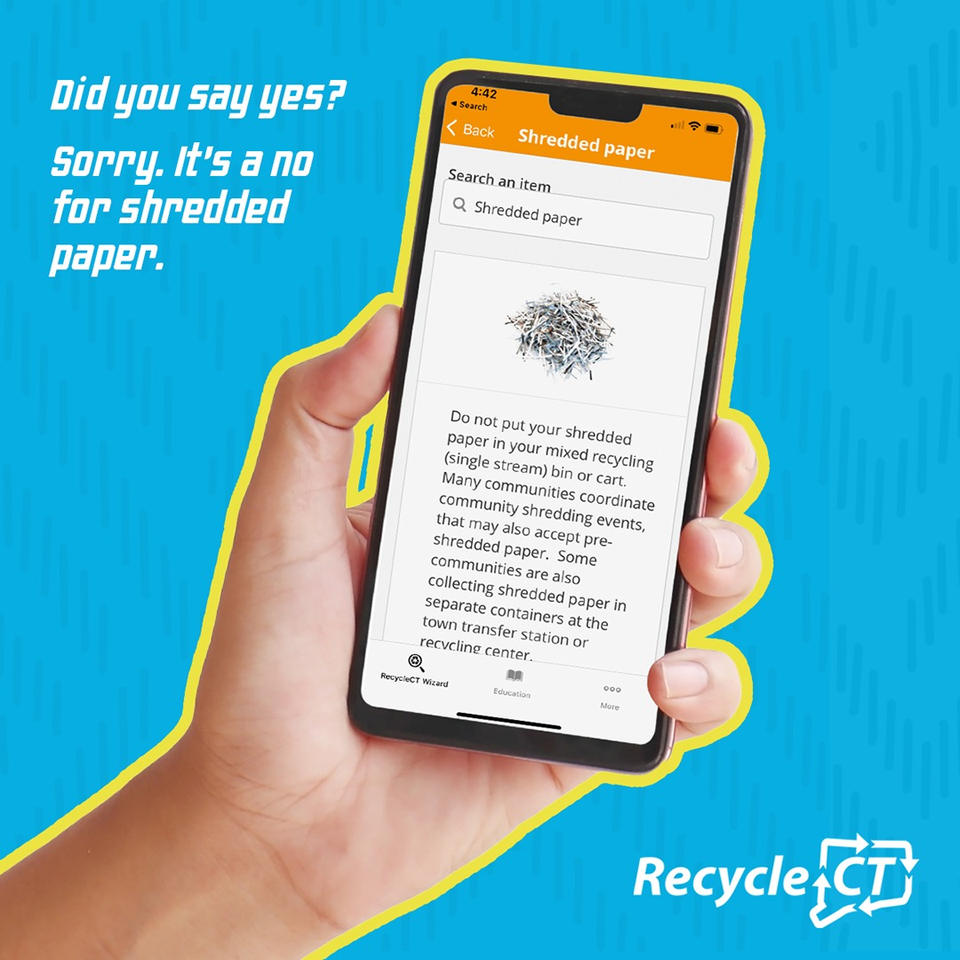 Did you say yes?
Sorry. It's a no
for shredded
paper.
4:42
Search
Back
Shredded paper
Search an item
Shredded paper
Do not put your shredded
paper in your mixed recycling
(single stream) bin or cart.
Many communities coordinate
community shredding events,
that may also accept pre-
shredded paper. Some
communities are also
collecting shredded paper in
separate containers at the
town transfer station or
recycling center.
RecycleCT Wizard
Education
More
Recycle CT